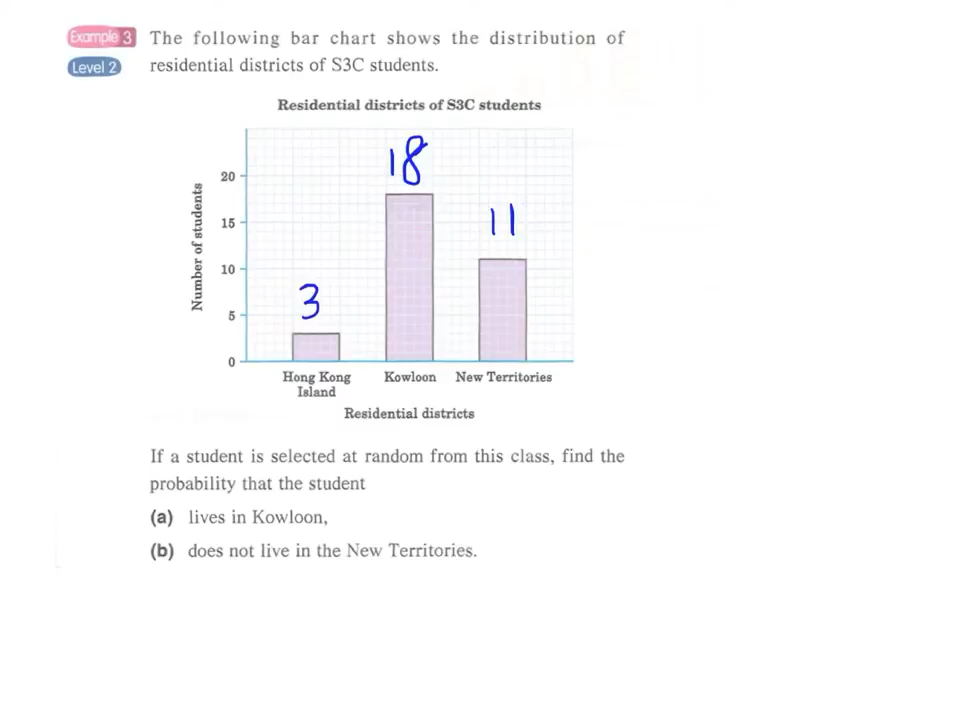 Example 3 The following bar chart shows the distribution of
Level 2 residential districts of S3C students.
Residential districts of S3C students
Number of students
20
15
10
5
0
18
11
3
Hong Kong Island
Kowloon
New Territories
Residential districts
If a student is selected at random from this class, find the
probability that the student
(a) lives in Kowloon,
(b) does not live in the New Territories.